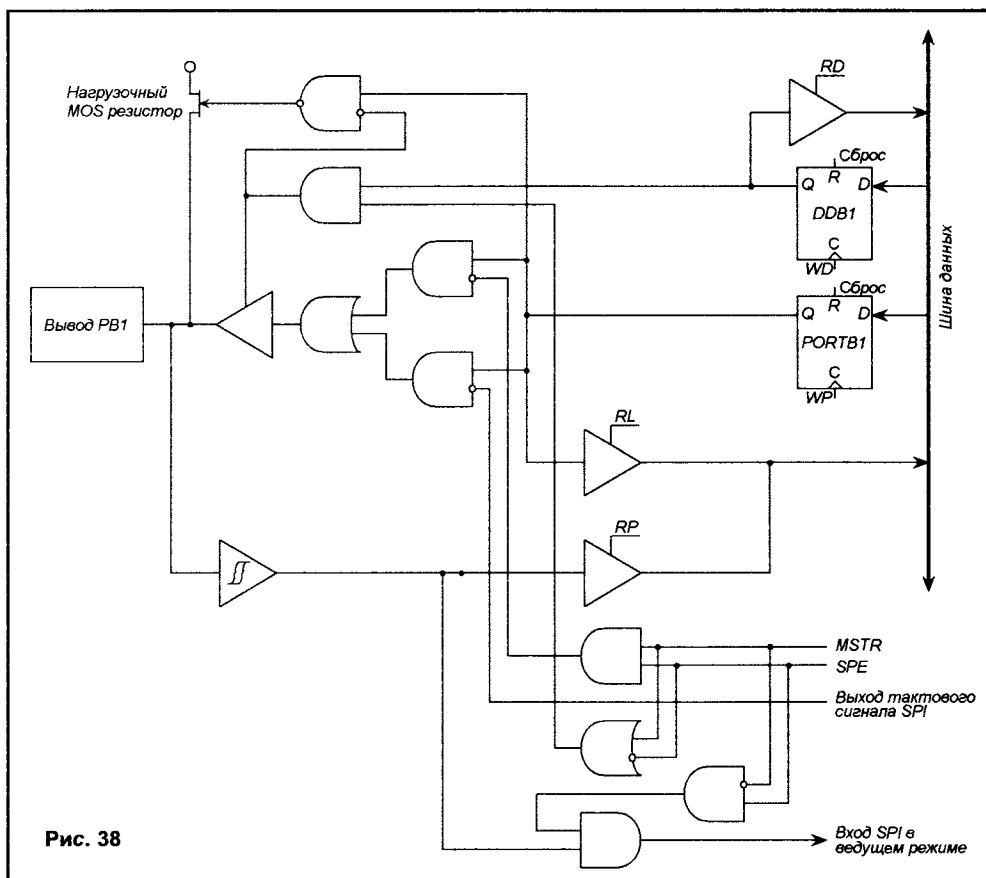 RD
Нагрузочный
MOS резистор
Сброс
Q
R
D
DDB1
C
WD
Шина данных
Сброс
Q
R
D
PORTB1
C
WP
Вывод PB1
RL
RP
MSTR
SPE
Выход тактового
сигнала SPI
Рис. 38
Вход SPI в
ведущем режиме